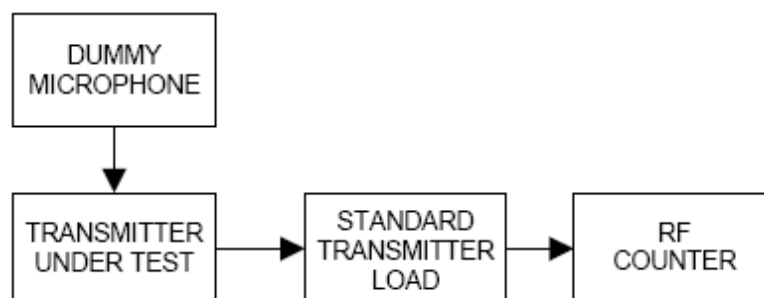 DUMMY
MICROPHONE
TRANSMITTER
UNDER TEST
STANDARD
TRANSMITTER
LOAD
RF
COUNTER